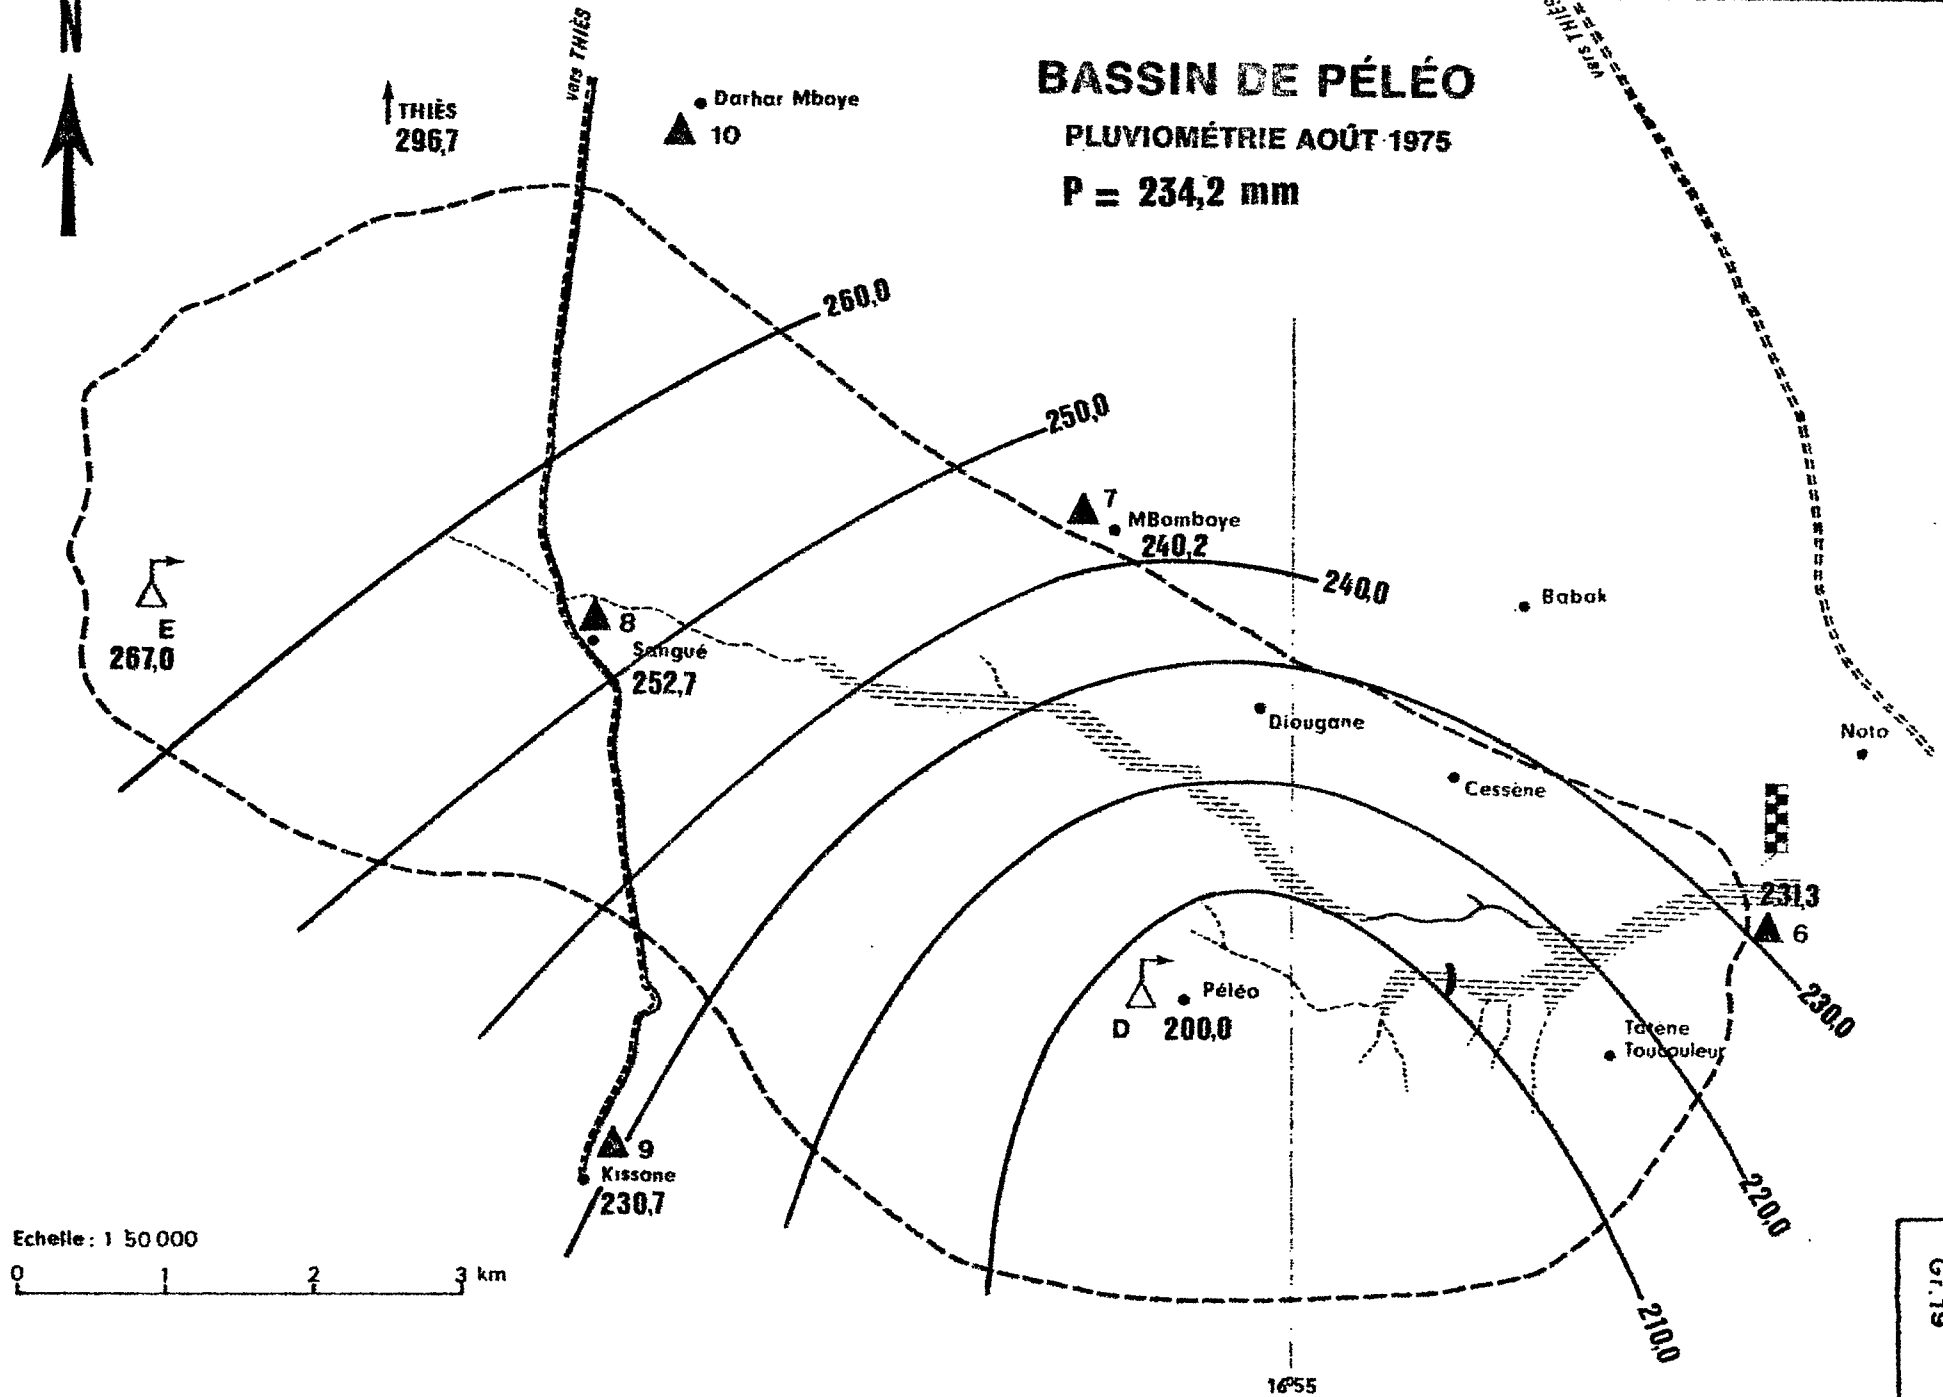 N
vers THIÈS
vers THIÈS
BASSIN DE PÉLÉO
PLUVIOMÉTRIE AOÛT 1975
P = 234,2 mm
THIÈS
296,7
Darhar Mbaye
10
260,0
250,0
7
MBomboye
240,2
240,0
Babak
E
267,0
8
Sangué
252,7
Diougane
Noto
Cessène
231,3
6
Péléo
D 200,0
230,0
Tatène
Toucouleur
9
Kissane
230,7
220,0
Echelle : 1 50 000
0 1 2 3 km
210,0
16°55
Gr. 19